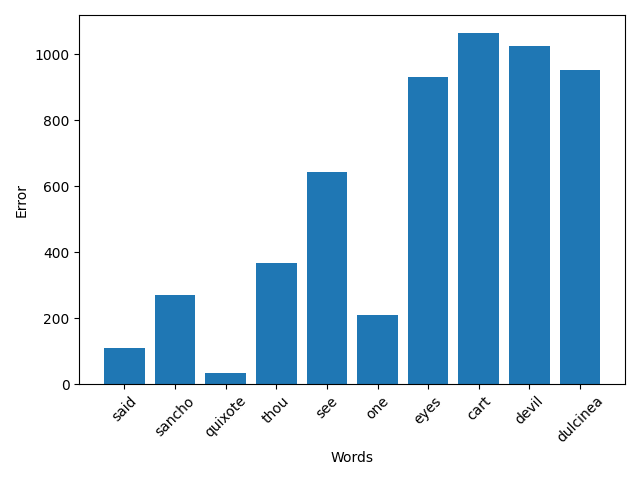 1000
800
600
400
200
0
Error
said sancho quixote thou see one eyes cart devil dulcinea
Words